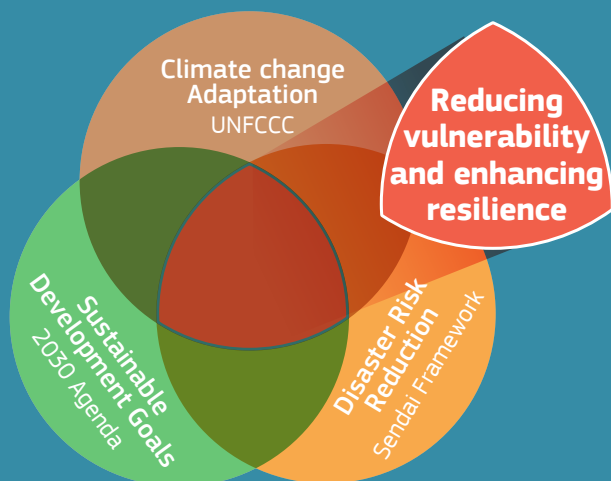 Climate change
Adaptation
UNFCCC
Reducing
vulnerability
and enhancing
resilience
Sustainable
Development Goals
2030 Agenda
Disaster Risk
Reduction
Sendai Framework